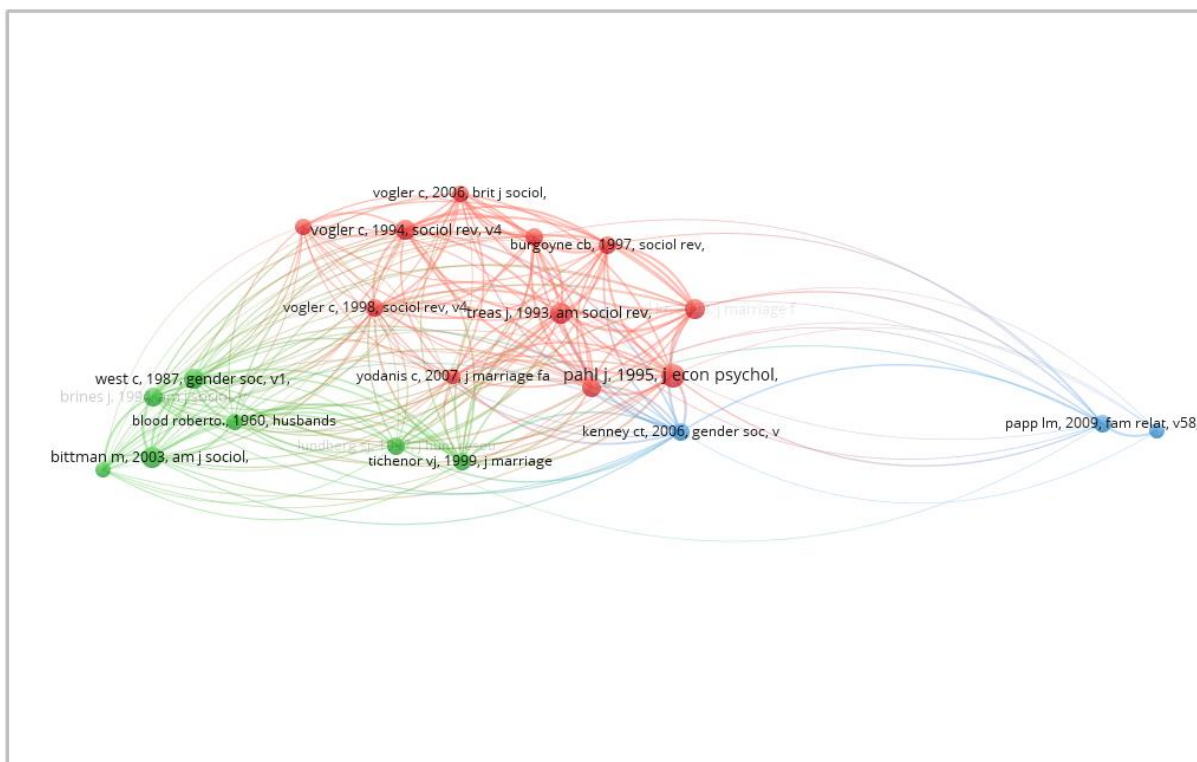 vogler c, 2006, brit j sociol,
vogler c, 1994, sociol rev, v4
burgoyne cb, 1997, sociol rev,
vogler c, 1998, sociol rev, v4
treas j, 1993, am sociol rev,
j marriage f
west c, 1987, gender soc, v1,
yodanis c, 2007, j marriage fa
pahl j, 1995, j econ psychol,
brines j, 199
blood roberto., 1960, husbands
kenney ct, 2006, gender soc, v
papp lm, 2009, fam relat, v58,
lundberg
bittman m, 2003, am j sociol,
tichenor vj, 1999, j marriage